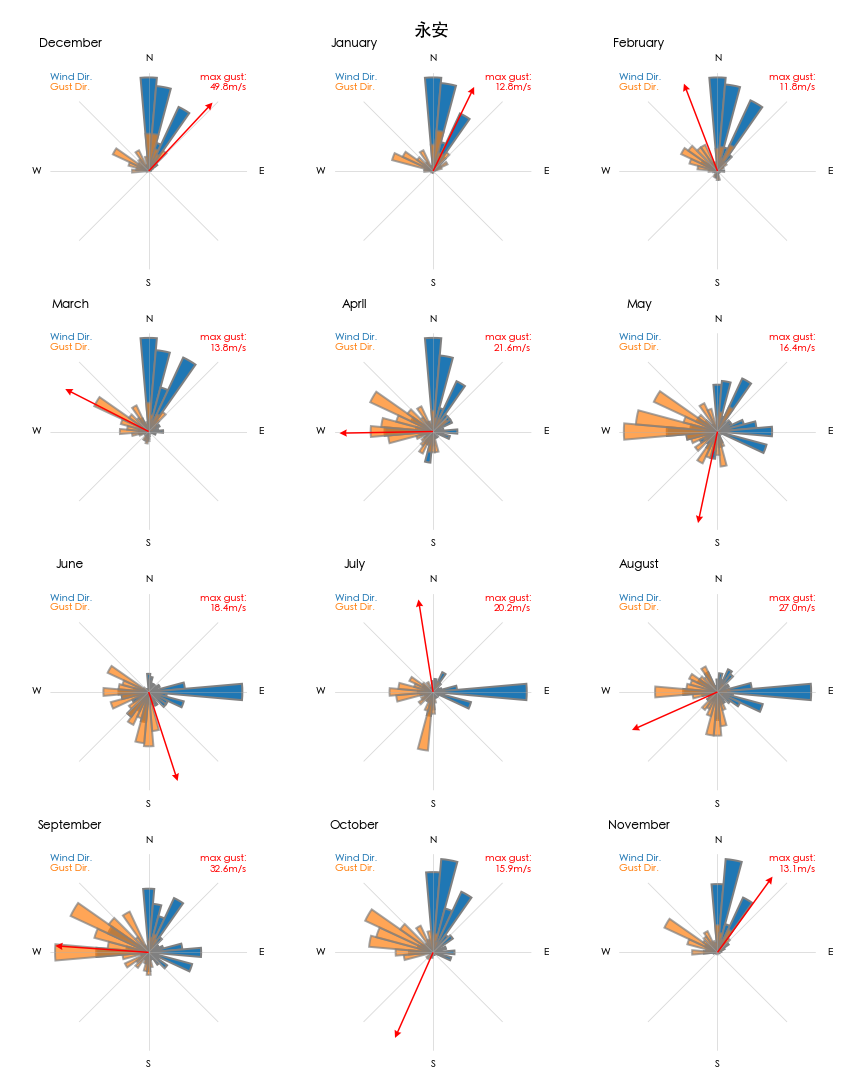 永安
December
N
Wind Dir.
Gust Dir.
max gust:
49.8m/s
W
E
S
January
N
Wind Dir.
Gust Dir.
max gust:
12.8m/s
W
E
S
February
N
Wind Dir.
Gust Dir.
max gust:
11.8m/s
W
E
S
March
N
Wind Dir.
Gust Dir.
max gust:
13.8m/s
W
E
S
April
N
Wind Dir.
Gust Dir.
max gust:
21.6m/s
W
E
S
May
N
Wind Dir.
Gust Dir.
max gust:
16.4m/s
W
E
S
June
N
Wind Dir.
Gust Dir.
max gust:
18.4m/s
W
E
S
July
N
Wind Dir.
Gust Dir.
max gust:
20.2m/s
W
E
S
August
N
Wind Dir.
Gust Dir.
max gust:
27.0m/s
W
E
S
September
N
Wind Dir.
Gust Dir.
max gust:
32.6m/s
W
E
S
October
N
Wind Dir.
Gust Dir.
max gust:
15.9m/s
W
E
S
November
N
Wind Dir.
Gust Dir.
max gust:
13.1m/s
W
E
S